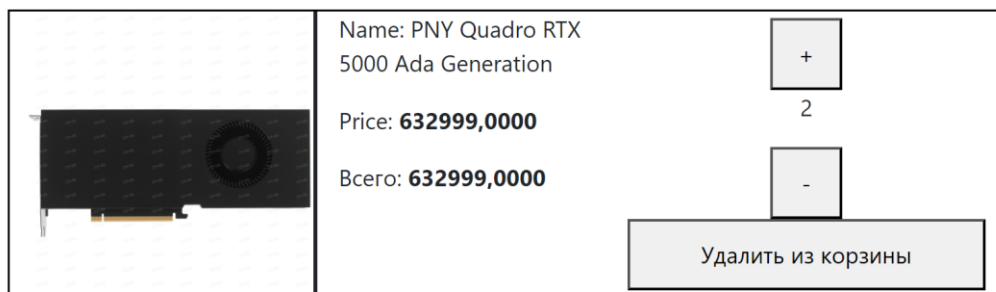 Name: PNY Quadro RTX
5000 Ada Generation
Price: 632999,0000
Всего: 632999,0000
+
2
-
Удалить из корзины